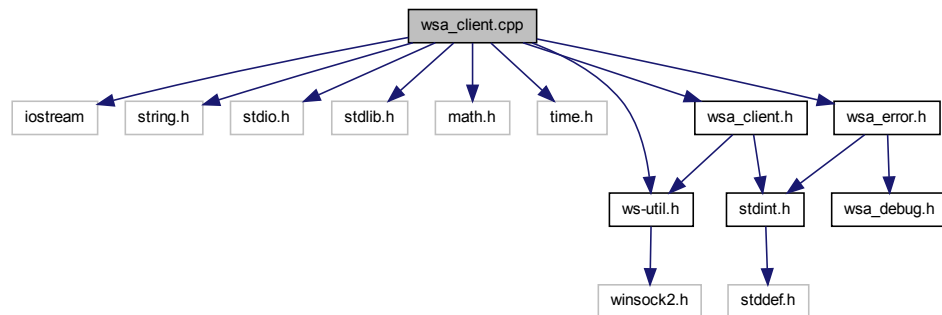 wsa_client.cpp
iostream
string.h
stdio.h
stdlib.h
math.h
time.h
wsa_client.h
wsa_error.h
ws-util.h
stdint.h
wsa_debug.h
winsock2.h
stddef.h